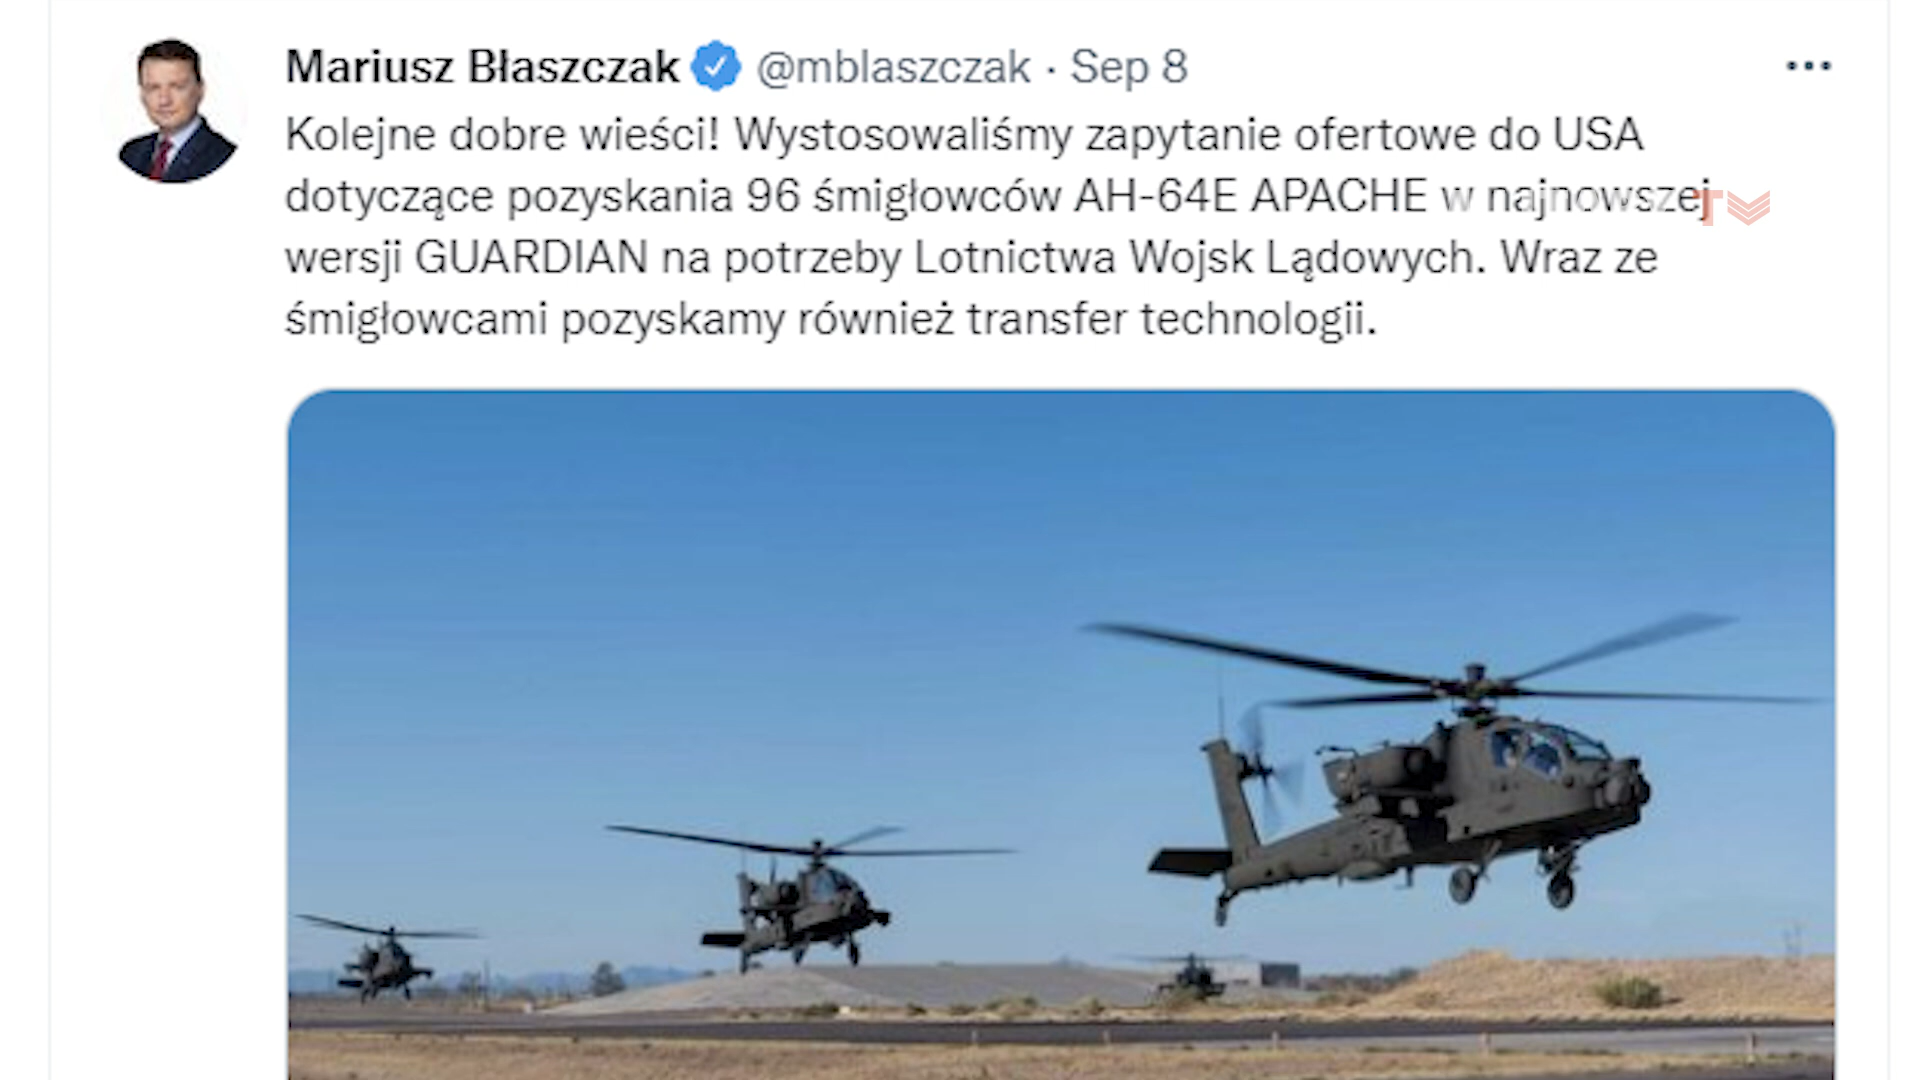 Mariusz Błaszczak @mblaszczak · Sep 8
Kolejne dobre wieści! Wystosowaliśmy zapytanie ofertowe do USA
dotyczące pozyskania 96 śmigłowców AH-64E APACHE w najnowszej
wersji GUARDIAN na potrzeby Lotnictwa Wojsk Lądowych. Wraz ze
śmigłowcami pozyskamy również transfer technologii.